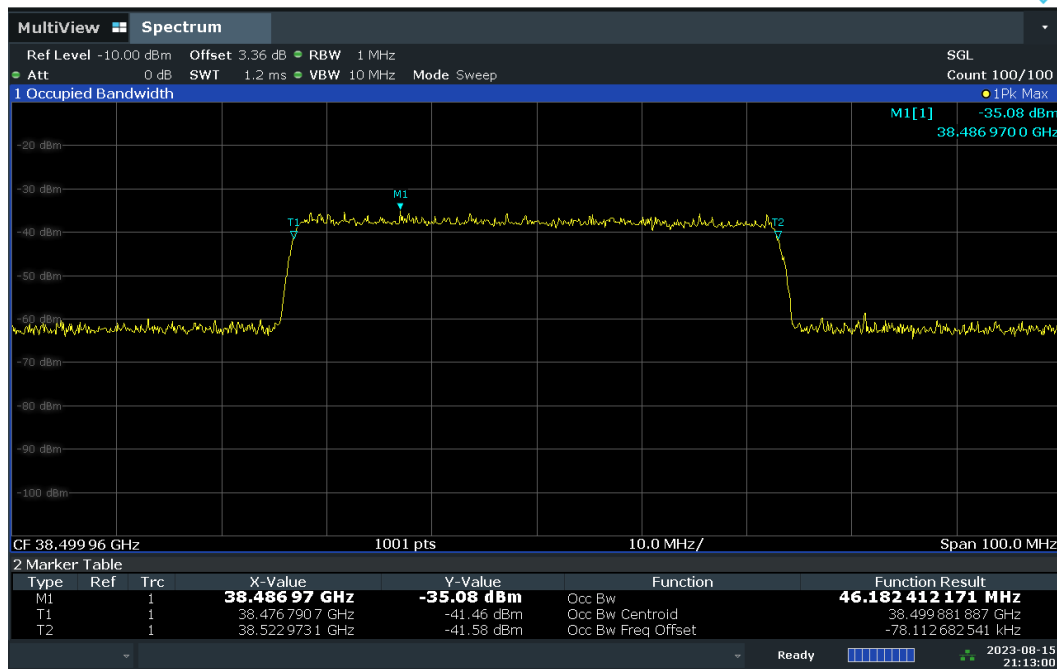 MultiView Spectrum
Ref Level -10.00 dBm Offset 3.36 dB RBW 1 MHz SGL
Att 0 dB SWT 1.2 ms VBW 10 MHz Mode Sweep Count 100/100
1 Occupied Bandwidth 1Pk Max
M1[1] -35.08 dBm
38.486 970 0 GHz
-20 dBm
-30 dBm
M1
T1 T2
-40 dBm
-50 dBm
-60 dBm
-70 dBm
-80 dBm
-90 dBm
-100 dBm
CF 38.499 96 GHz 1001 pts 10.0 MHz/ Span 100.0 MHz
2 Marker Table
Type Ref Trc X-Value Y-Value Function Function Result
M1 1 38.486 97 GHz -35.08 dBm Occ Bw 46.182 412 171 MHz
T1 1 38.476 790 7 GHz -41.46 dBm Occ Bw Centroid 38.499 881 887 GHz
T2 1 38.522 973 1 GHz -41.58 dBm Occ Bw Freq Offset -78.112 682 541 kHz
Ready 2023-08-15
21:13:00